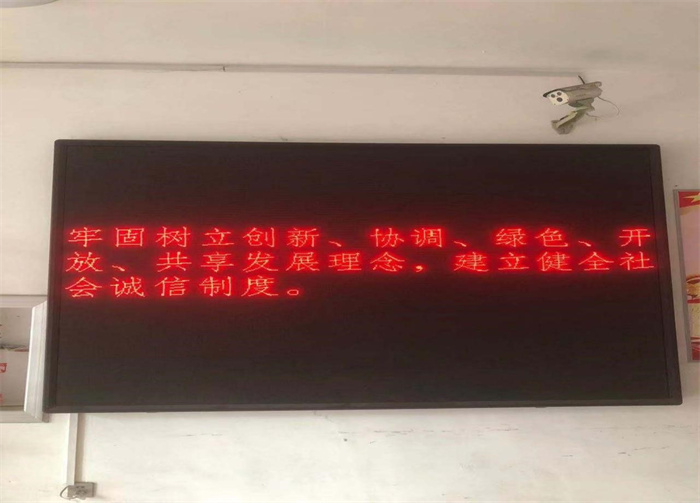 牢固树立创新、协调、绿色、开
放、共享发展理念，建立健全社
会诚信制度。